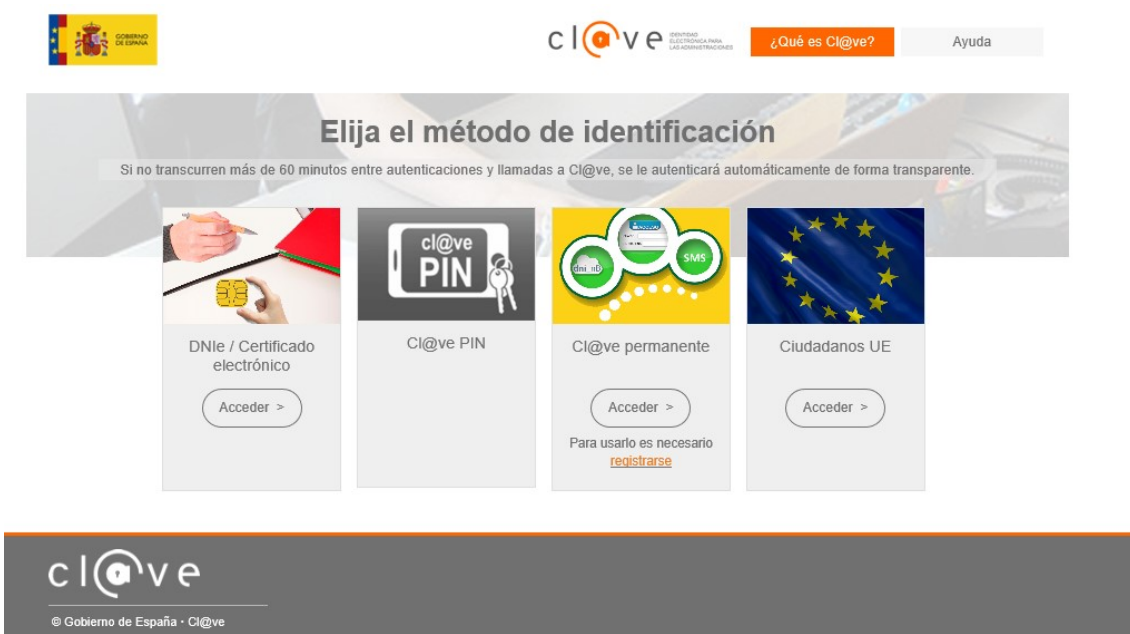 GOBIERNO
DE ESPAÑA
cl@ve
IDENTIDAD
ELECTRÓNICA PARA
LAS ADMINISTRACIONES
¿Qué es Cl@ve?
Ayuda
Elija el método de identificación
Si no transcurren más de 60 minutos entre autenticaciones y llamadas a Cl@ve, se le autenticará automáticamente de forma transparente.
cl@ve
PIN
SMS
DNIe / Certificado
electrónico
Acceder >
Cl@ve PIN
Cl@ve permanente
Acceder >
Para usarlo es necesario
registrarse
Ciudadanos UE
Acceder >
cl@ve
© Gobierno de España · Cl@ve